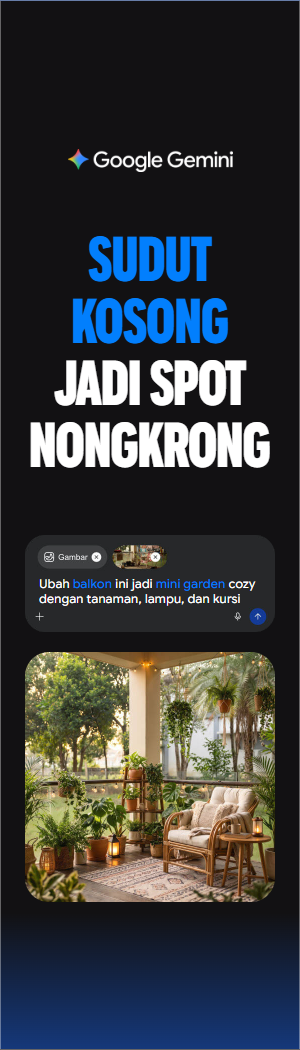 Google Gemini
SUDUT
KOSONG
JADI SPOT
NONGKRONG
Gambar
Ubah balkon ini jadi mini garden cozy
dengan tanaman, lampu, dan kursi